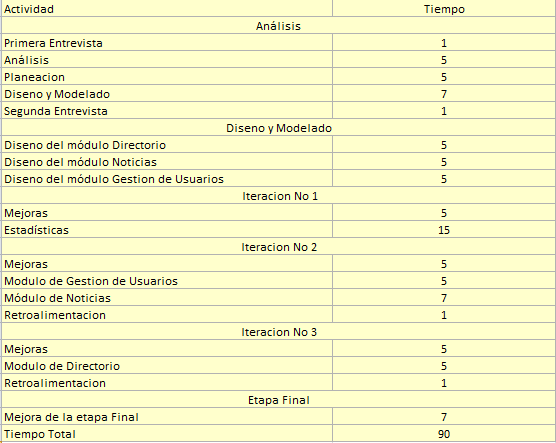 Actividad Tiempo
Análisis
Primera Entrevista 1
Análisis 5
Planeacion 5
Diseno y Modelado 7
Segunda Entrevista 1
Diseno y Modelado
Diseno del módulo Directorio 5
Diseno del módulo Noticias 5
Diseno del módulo Gestion de Usuarios 5
Iteracion No 1
Mejoras 5
Estadísticas 15
Iteracion No 2
Mejoras 5
Modulo de Gestion de Usuarios 5
Módulo de Noticias 7
Retroalimentacion 1
Iteracion No 3
Mejoras 5
Modulo de Directorio 5
Retroalimentacion 1
Etapa Final
Mejora de la etapa Final 7
Tiempo Total 90